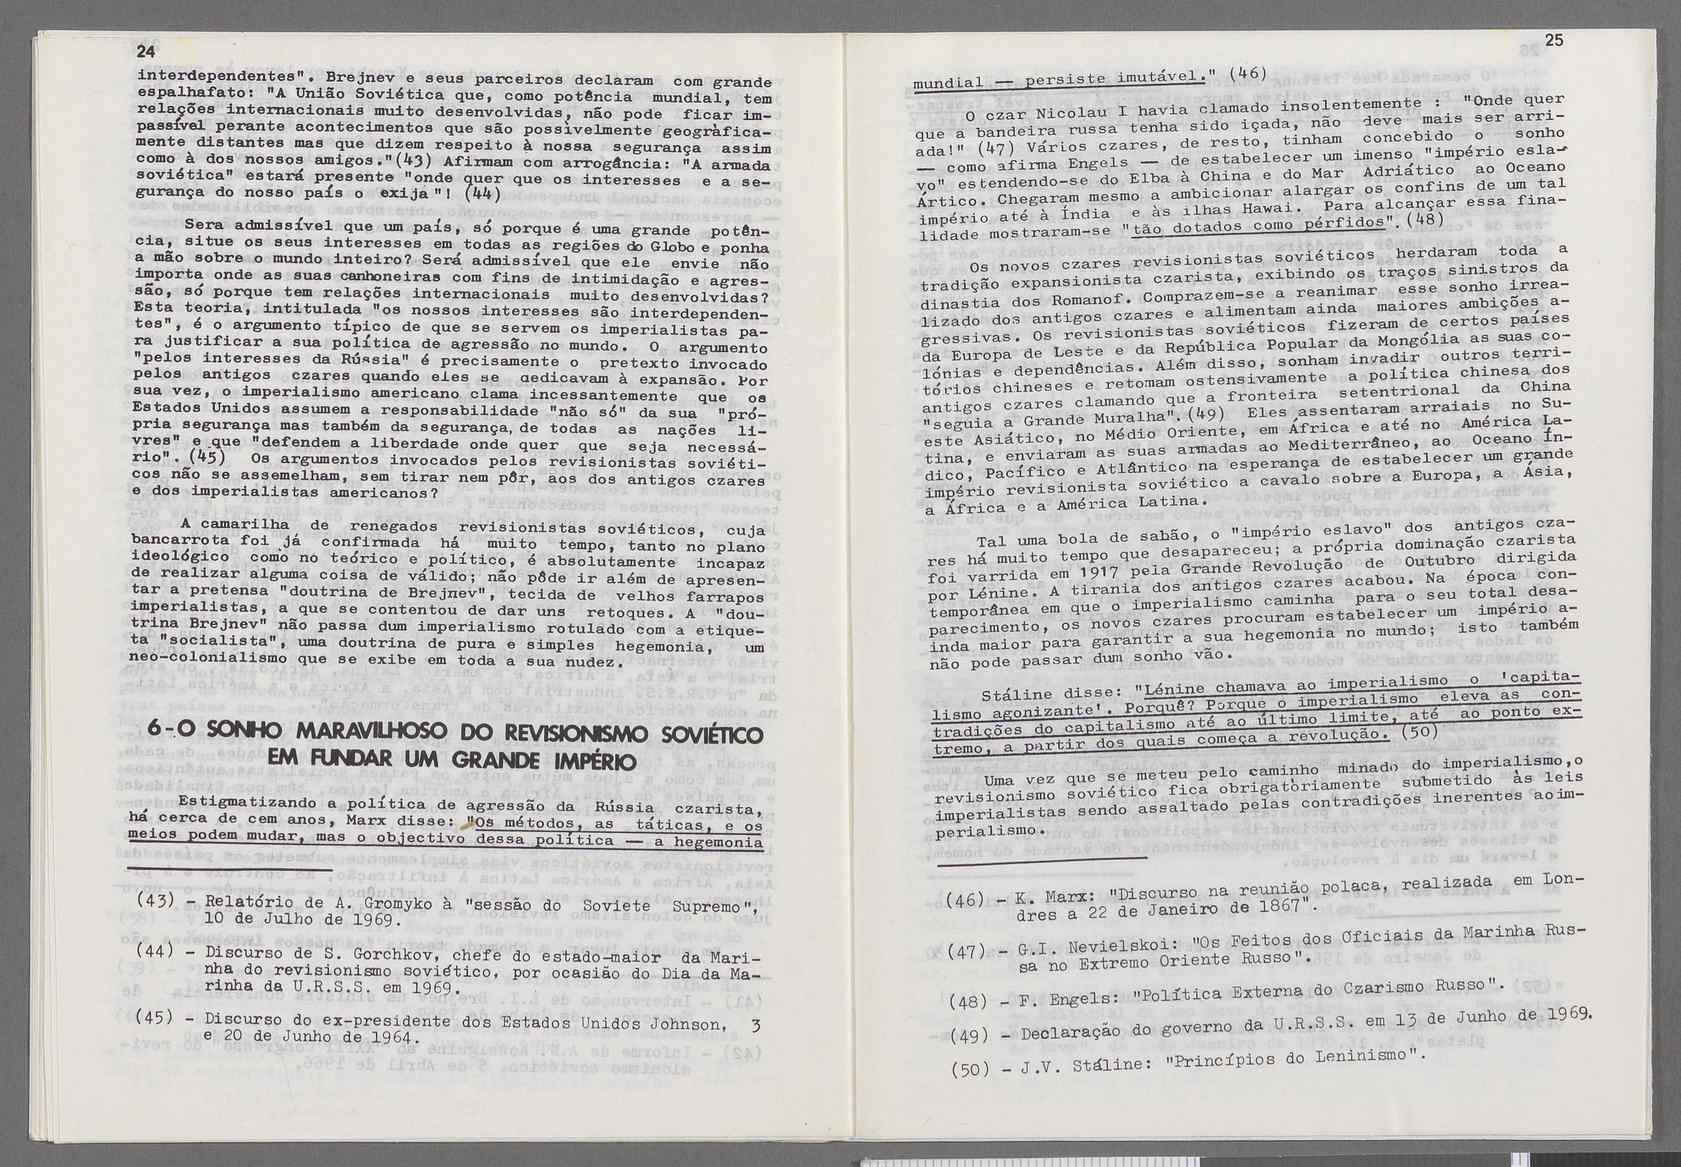 24
interdependentes". Brejnev e seus parceiros declaram com grande
espalhafato: "A União Soviética que, como potência mundial, tem
relações internacionais muito desenvolvidas, não pode ficar im-
passível perante acontecimentos que são possivelmente geogràfica-
mente distantes mas que dizem respeito à nossa segurança assim
como à dos nossos amigos."(43) Afirmam com arrogância: "A armada
soviética" estará presente "onde quer que os interesses e a se-
gurança do nosso país o exija"! (44)
Sera admissível que um país, só porque é uma grande potên-
cia, situe os seus interesses em todas as regiões do Globo e ponha
a mão sobre o mundo inteiro? Será admissível que ele envie não
importa onde as suas canhoneiras com fins de intimidação e agres-
são, só porque tem relações internacionais muito desenvolvidas?
Esta teoria, intitulada "os nossos interesses são interdependen-
tes", é o argumento típico de que se servem os imperialistas pa-
ra justificar a sua política de agressão no mundo. O argumento
"pelos interesses da Rússia" é precisamente o pretexto invocado
pelos antigos czares quando eles se dedicavam à expansão. Por
sua vez, o imperialismo americano clama incessantemente que os
Estados Unidos assumem a responsabilidade "não só" da sua "pró-
pria segurança mas também da segurança, de todas as nações li-
vres" e que "defendem a liberdade onde quer que seja necessá-
rio". (45) Os argumentos invocados pelos revisionistas soviéti-
cos não se assemelham, sem tirar nem pôr, aos dos antigos czares
e dos imperialistas americanos?
A camarilha de renegados revisionistas soviéticos, cuja
bancarrota foi já confirmada há muito tempo, tanto no plano
ideológico como no teórico e político, é absolutamente incapaz
de realizar alguma coisa de válido; não pôde ir além de apresen-
tar a pretensa "doutrina de Brejnev", tecida de velhos farrapos
imperialistas, a que se contentou de dar uns retoques. A "dou-
trina Brejnev" não passa dum imperialismo rotulado com a etique-
ta "socialista", uma doutrina de pura e simples hegemonia, um
neo-colonialismo que se exibe em toda a sua nudez.
6-O SONHO MARAVILHOSO DO REVISIONISMO SOVIÉTICO
EM FUNDAR UM GRANDE IMPÉRIO
Estigmatizando a política de agressão da Rússia czarista,
há cerca de cem anos, Marx disse: "Os métodos, as táticas, e os
meios podem mudar, mas o objectivo dessa política — a hegemonia
(43) - Relatório de A. Gromyko à "sessão do Soviete Supremo",
10 de Julho de 1969.
(44) - Discurso de S. Gorchkov, chefe do estado-maior da Mari-
nha do revisionismo soviético, por ocasião do Dia da Ma-
rinha da U.R.S.S. em 1969.
(45) - Discurso do ex-presidente dos Estados Unidos Johnson, 3
e 20 de Junho de 1964.
25
mundial — persiste imutável." (46)
O czar Nicolau I havia clamado insolentemente : "Onde quer
que a bandeira russa tenha sido içada, não deve mais ser arri-
ada!" (47) Vários czares, de resto, tinham concebido o sonho
— como afirma Engels — de estabelecer um imenso "império esla-
vo" estendendo-se do Elba à China e do Mar Adriático ao Oceano
Ártico. Chegaram mesmo a ambicionar alargar os confins de um tal
império até à Índia e às ilhas Hawai. Para alcançar essa fina-
lidade mostraram-se "tão dotados como pérfidos". (48)
Os novos czares revisionistas soviéticos herdaram toda a
tradição expansionista czarista, exibindo os traços sinistros da
dinastia dos Romanof. Comprazem-se a reanimar esse sonho irrea-
lizado dos antigos czares e alimentam ainda maiores ambições a-
gressivas. Os revisionistas soviéticos fizeram de certos países
da Europa de Leste e da República Popular da Mongólia as suas co-
lónias e dependências. Além disso, sonham invadir outros terri-
tórios chineses e retomam ostensivamente a política chinesa dos
antigos czares clamando que a fronteira setentrional da China
"seguia a Grande Muralha". (49) Eles assentaram arraiais no Su-
este Asiático, no Médio Oriente, em África e até no América La-
tina, e enviaram as suas armadas ao Mediterrâneo, ao Oceano Ín-
dico, Pacífico e Atlântico na esperança de estabelecer um grande
império revisionista soviético a cavalo sobre a Europa, a Ásia,
a África e a América Latina.
Tal uma bola de sabão, o "império eslavo" dos antigos cza-
res há muito tempo que desapareceu; a própria dominação czarista
foi varrida em 1917 pela Grande Revolução de Outubro dirigida
por Lénine. A tirania dos antigos czares acabou. Na época con-
temporânea em que o imperialismo caminha para o seu total desa-
parecimento, os novos czares procuram estabelecer um império a-
inda maior para garantir a sua hegemonia no mundo; isto também
não pode passar dum sonho vão.
Stáline disse: "Lénine chamava ao imperialismo o 'capita-
lismo agonizante'. Porquê? Porque o imperialismo eleva as con-
tradições do capitalismo até ao último limite, até ao ponto ex-
tremo, a partir dos quais começa a revolução. (50)
Uma vez que se meteu pelo caminho minado do imperialismo,o
revisionismo soviético fica obrigatòriamente submetido às leis
imperialistas sendo assaltado pelas contradições inerentes ao im-
perialismo.
(46) - K. Marx: "Discurso na reunião polaca, realizada em Lon-
dres a 22 de Janeiro de 1867".
(47) - G.I. Nevielskoi: "Os Feitos dos Oficiais da Marinha Rus-
sa no Extremo Oriente Russo".
(48) - F. Engels: "Política Externa do Czarismo Russo".
(49) - Declaração do governo da U.R.S.S. em 13 de Junho de 1969.
(50) - J.V. Stáline: "Princípios do Leninismo".